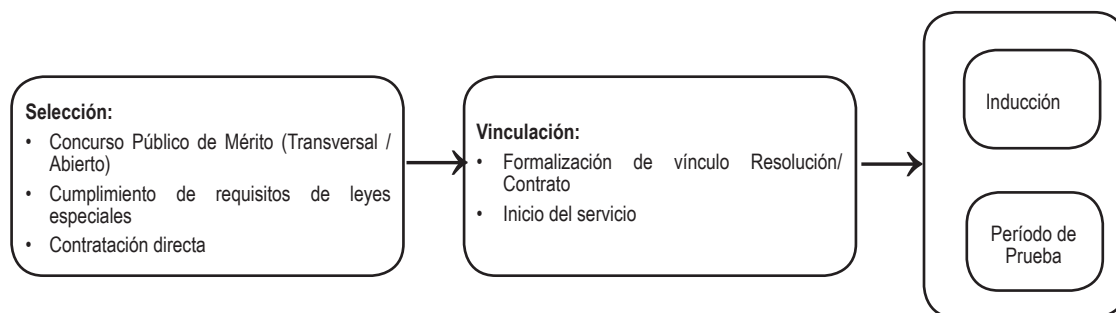 Selección:
• Concurso Público de Mérito (Transversal /
Abierto)
• Cumplimiento de requisitos de leyes
especiales
• Contratación directa
Vinculación:
• Formalización de vínculo Resolución/
Contrato
• Inicio del servicio
Inducción
Período de
Prueba